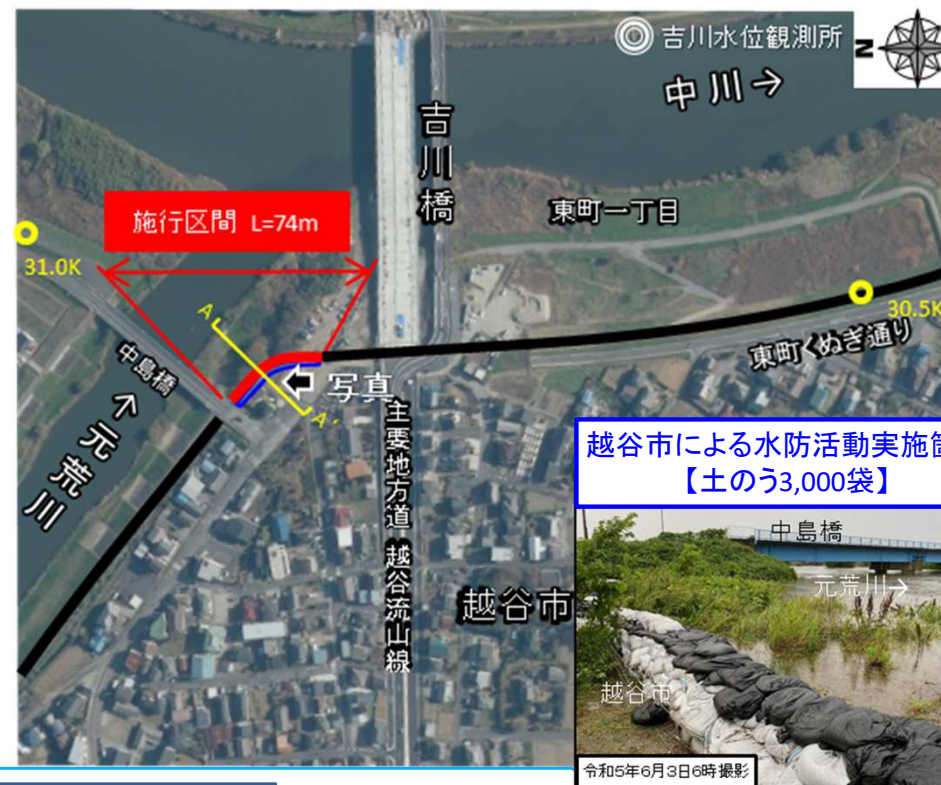 吉川水位観測所
N
中川→
吉川橋
施行区間 L=74m
東町一丁目
31.0K
30.5K
東町くぬぎ通り
A
中島橋
写真
A'
↑元荒川
主要地方道 越谷流山線
越谷市
越谷市による水防活動実施箇
【土のう3,000袋】
中島橋
元荒川→
越谷市
令和5年6月3日6時撮影